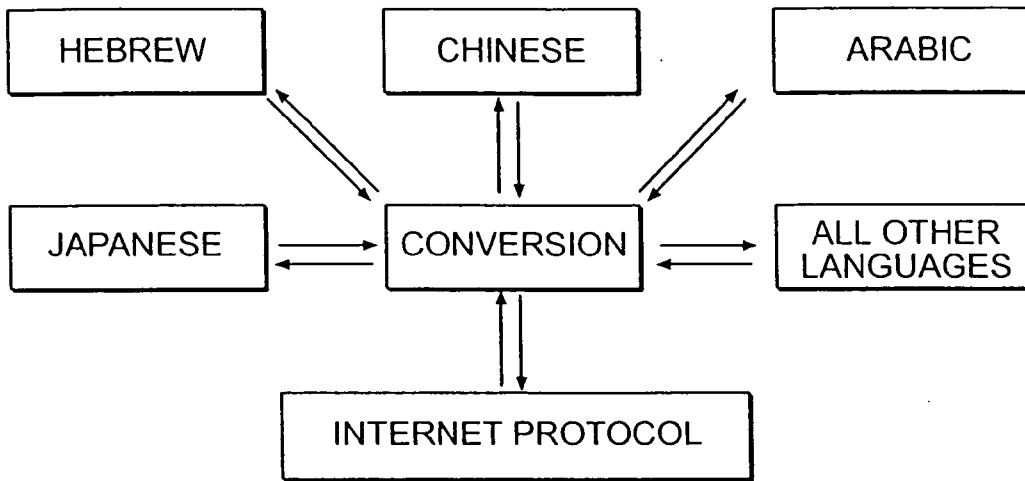 HEBREW
CHINESE
ARABIC
JAPANESE
CONVERSION
ALL OTHER
LANGUAGES
INTERNET PROTOCOL